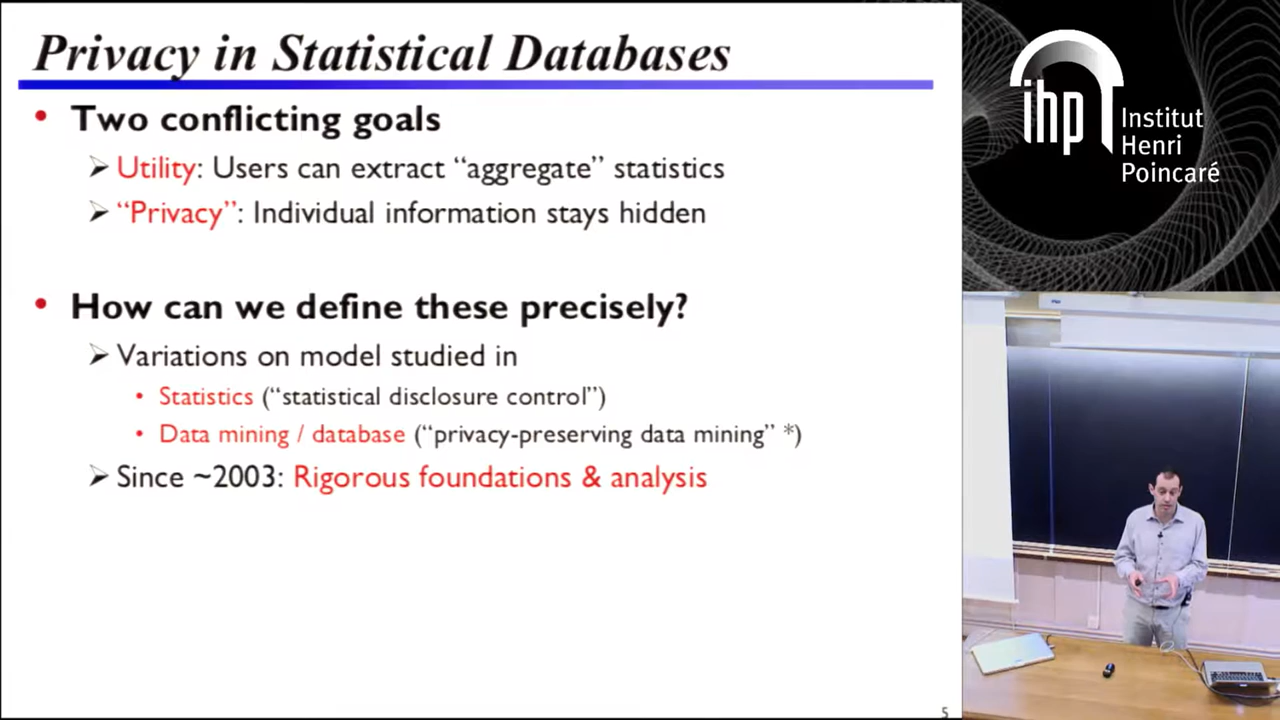 Privacy in Statistical Databases
• Two conflicting goals
➢ Utility: Users can extract “aggregate” statistics
➢ “Privacy”: Individual information stays hidden
• How can we define these precisely?
➢ Variations on model studied in
• Statistics (“statistical disclosure control”)
• Data mining / database (“privacy-preserving data mining” *)
➢ Since ~2003: Rigorous foundations & analysis
5
ihp
Institut
Henri
Poincaré